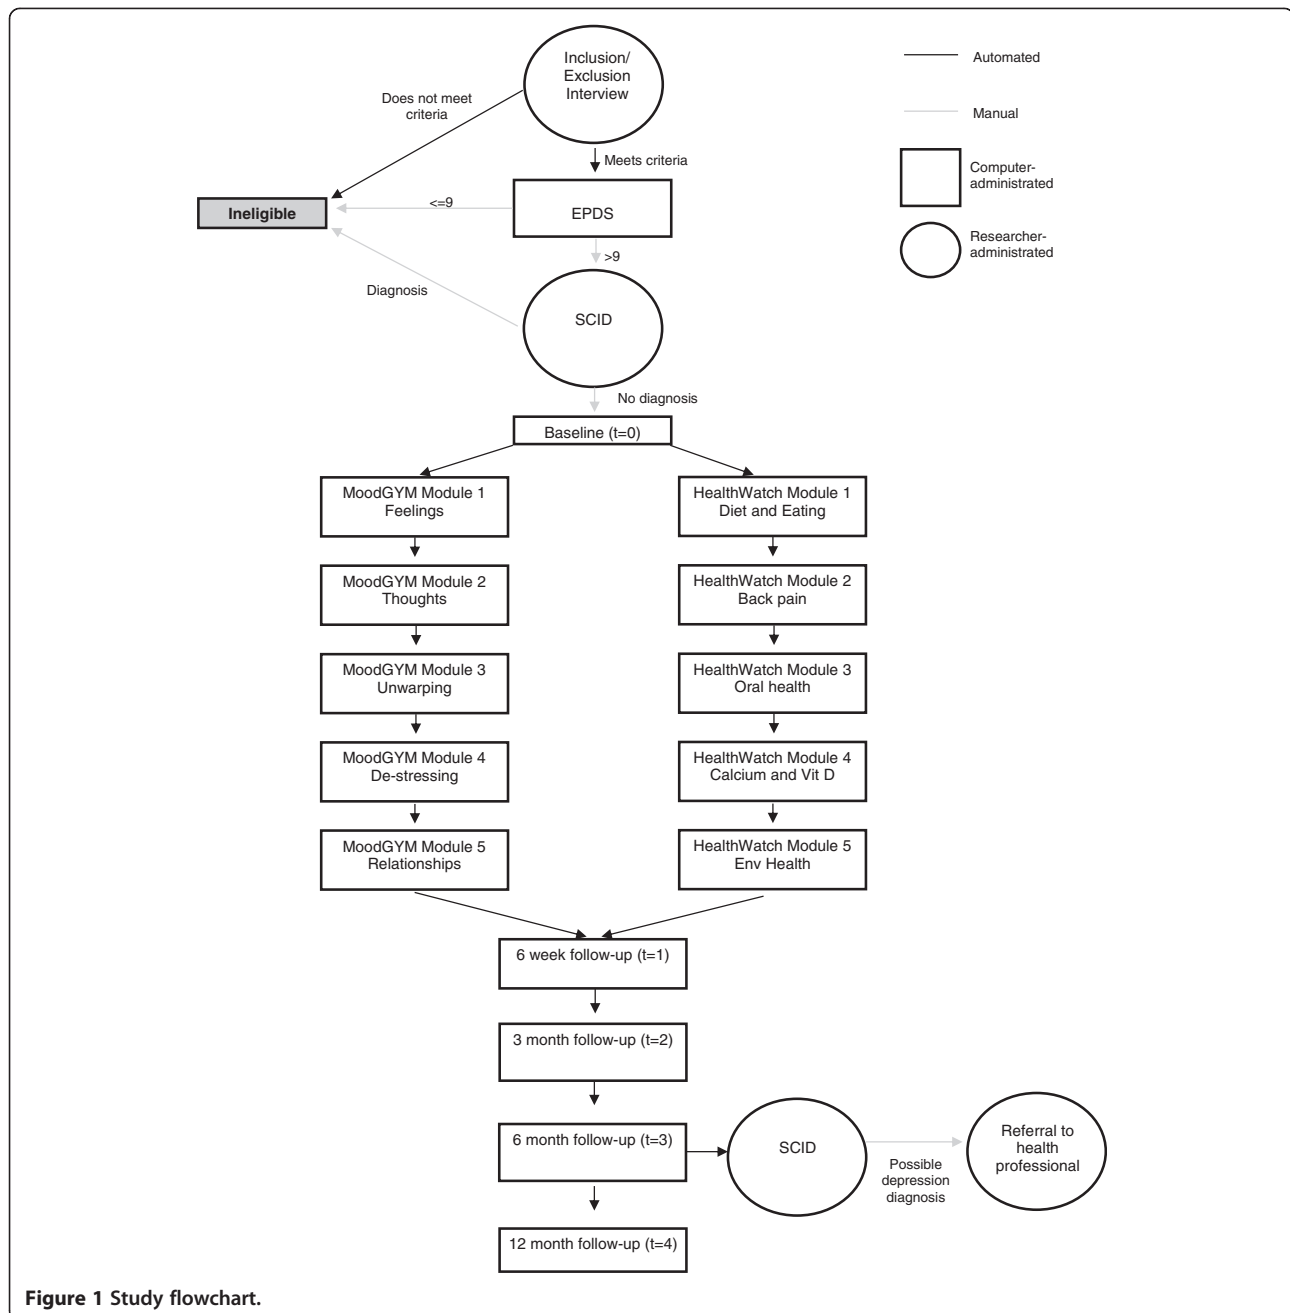 Inclusion/
Exclusion
Interview
Automated
Manual
Computer-
administrated
Researcher-
administrated
Does not meet
criteria
Meets criteria
Ineligible
<=9
EPDS
>9
Diagnosis
SCID
No diagnosis
Baseline (t=0)
MoodGYM Module 1
Feelings
HealthWatch Module 1
Diet and Eating
MoodGYM Module 2
Thoughts
HealthWatch Module 2
Back pain
MoodGYM Module 3
Unwarping
HealthWatch Module 3
Oral health
MoodGYM Module 4
De-stressing
HealthWatch Module 4
Calcium and Vit D
MoodGYM Module 5
Relationships
HealthWatch Module 5
Env Health
6 week follow-up (t=1)
3 month follow-up (t=2)
6 month follow-up (t=3)
SCID
Possible
depression
diagnosis
Referral to
health
professional
12 month follow-up (t=4)
Figure 1 Study flowchart.